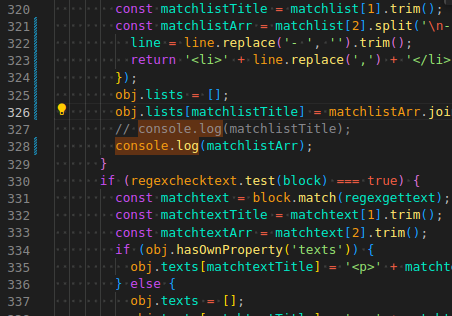 320 const matchlistTitle = matchlist[1].trim();
321 const matchlistArr = matchlist[2].split('\n-
322 line = line.replace('- ', '').trim();
323 return '<li>' + line.replace(',') + '</li>
324 });
325 obj.lists = [];
326 obj.lists[matchlistTitle] = matchlistArr.joi
327 // console.log(matchlistTitle);
328 console.log(matchlistArr);
329 }
330 if (regexchecktext.test(block) === true) {
331 const matchtext = block.match(regexgettext);
332 const matchtextTitle = matchtext[1].trim();
333 const matchtextArr = matchtext[2].trim();
334 if (obj.hasOwnProperty('texts')) {
335 obj.texts[matchtextTitle] = '<p>' + matcht
336 } else {
337 obj.texts = [];